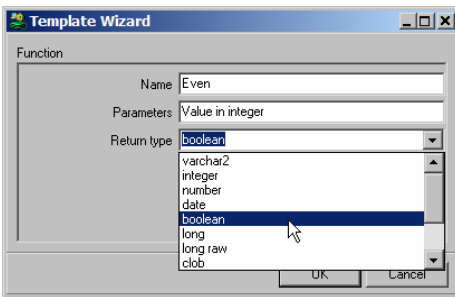 Template Wizard
Function
Name Even
Parameters Value in integer
Return type boolean
varchar2
integer
number
date
boolean
long
long raw
clob
OK Cancel